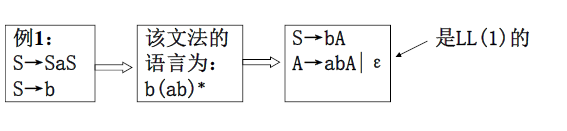 例1:
S→SaS
S→b
该文法的
语言为:
b(ab)*
S→bA
A→abA| ε
是LL(1)的